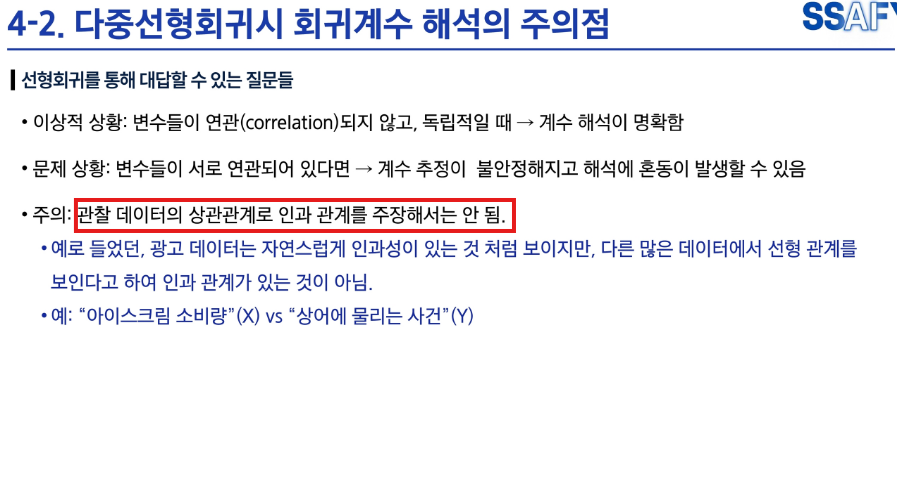 4-2. 다중선형회귀시 회귀계수 해석의 주의점
SSAFY
선형회귀를 통해 대답할 수 있는 질문들
• 이상적 상황: 변수들이 연관(correlation)되지 않고, 독립적일 때 → 계수 해석이 명확함
• 문제 상황: 변수들이 서로 연관되어 있다면 → 계수 추정이 불안정해지고 해석에 혼동이 발생할 수 있음
• 주의: 관찰 데이터의 상관관계로 인과 관계를 주장해서는 안 됨.
• 예로 들었던, 광고 데이터는 자연스럽게 인과성이 있는 것 처럼 보이지만, 다른 많은 데이터에서 선형 관계를
보인다고 하여 인과 관계가 있는 것이 아님.
• 예: “아이스크림 소비량”(X) vs “상어에 물리는 사건”(Y)